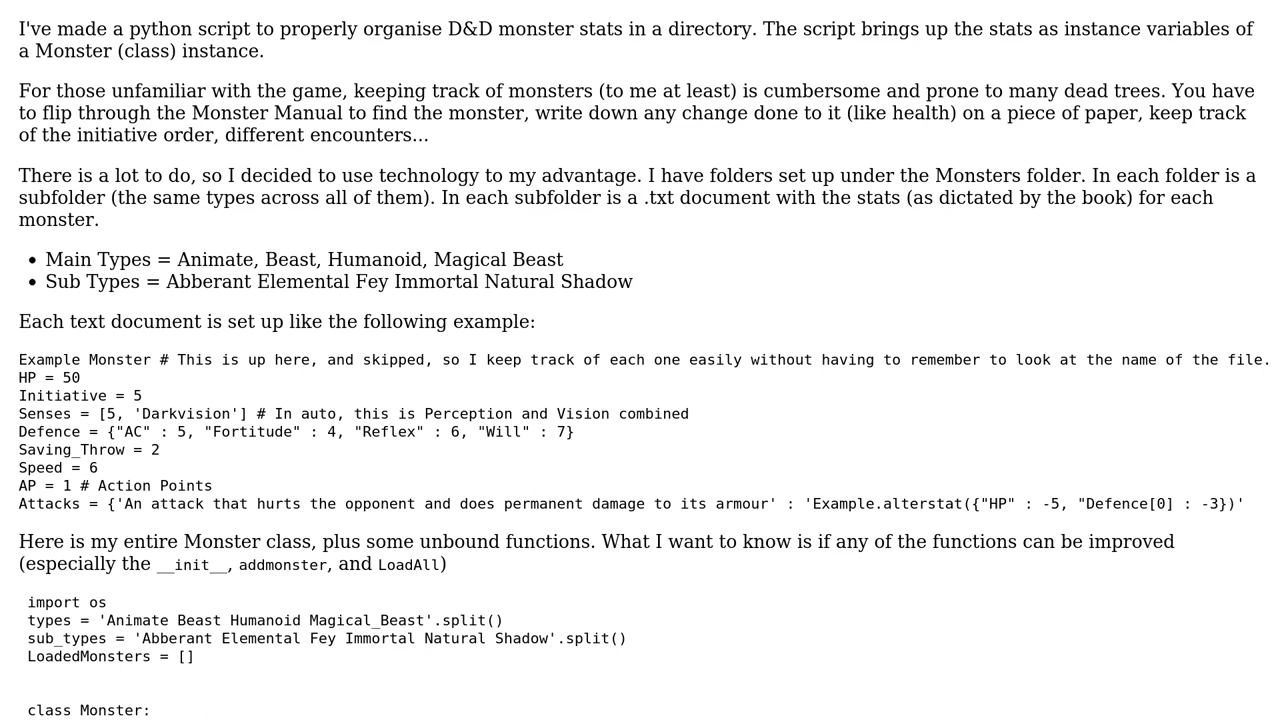 I've made a python script to properly organise D&D monster stats in a directory. The script brings up the stats as instance variables of
a Monster (class) instance.
For those unfamiliar with the game, keeping track of monsters (to me at least) is cumbersome and prone to many dead trees. You have
to flip through the Monster Manual to find the monster, write down any change done to it (like health) on a piece of paper, keep track
of the initiative order, different encounters...
There is a lot to do, so I decided to use technology to my advantage. I have folders set up under the Monsters folder. In each folder is a
subfolder (the same types across all of them). In each subfolder is a .txt document with the stats (as dictated by the book) for each
monster.
• Main Types = Animate, Beast, Humanoid, Magical Beast
• Sub Types = Abberant Elemental Fey Immortal Natural Shadow
Each text document is set up like the following example:
Example Monster # This is up here, and skipped, so I keep track of each one easily without having to remember to look at the name of the file.
HP = 50
Initiative = 5
Senses = [5, 'Darkvision'] # In auto, this is Perception and Vision combined
Defence = {"AC" : 5, "Fortitude" : 4, "Reflex" : 6, "Will" : 7}
Saving_Throw = 2
Speed = 6
AP = 1 # Action Points
Attacks = {'An attack that hurts the opponent and does permanent damage to its armour' : 'Example.alterstat({"HP" : -5, "Defence[0] : -3})'
Here is my entire Monster class, plus some unbound functions. What I want to know is if any of the functions can be improved
(especially the __init__, addmonster, and LoadAll)
import os
types = 'Animate Beast Humanoid Magical_Beast'.split()
sub_types = 'Abberant Elemental Fey Immortal Natural Shadow'.split()
LoadedMonsters = []
class Monster: